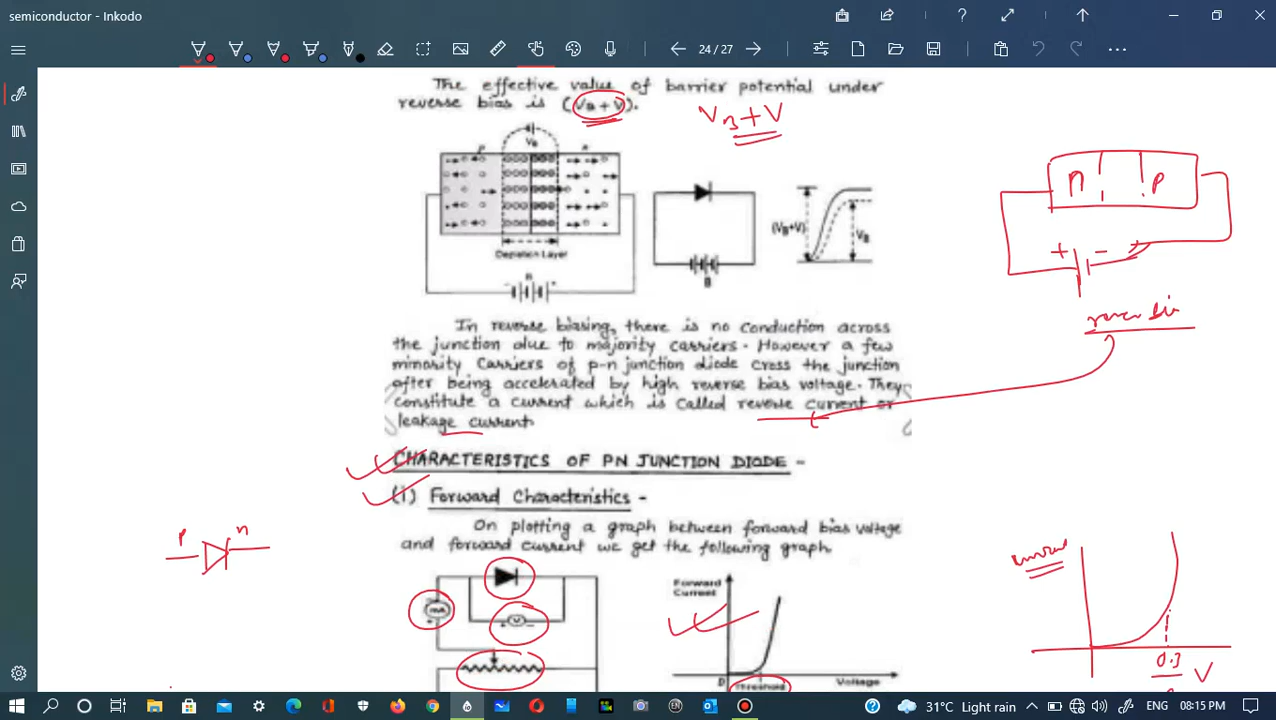 semiconductor - Inkodo
24 / 27
The effective value of barrier potential under
reverse bias is (VB + V).
VB + V
P
VB
n
Depletion Layer
B
(VB+V)
VB
n
P
+
-
In reverse biasing, there is no conduction across
the junction due to majority carriers. However a few
minority carriers of p-n junction diode cross the junction
after being accelerated by high reverse bias voltage. They
constitute a current which is called reverse current or
leakage current
CHARACTERISTICS OF PN JUNCTION DIODE -
(i) Forward Characteristics -
On plotting a graph between forward bias voltage
and forward current we get the following graph
P
n
mA
+ V -
Forward
Current
O
Threshold
Voltage
0.3
V
31°C Light rain
ENG
08:15 PM